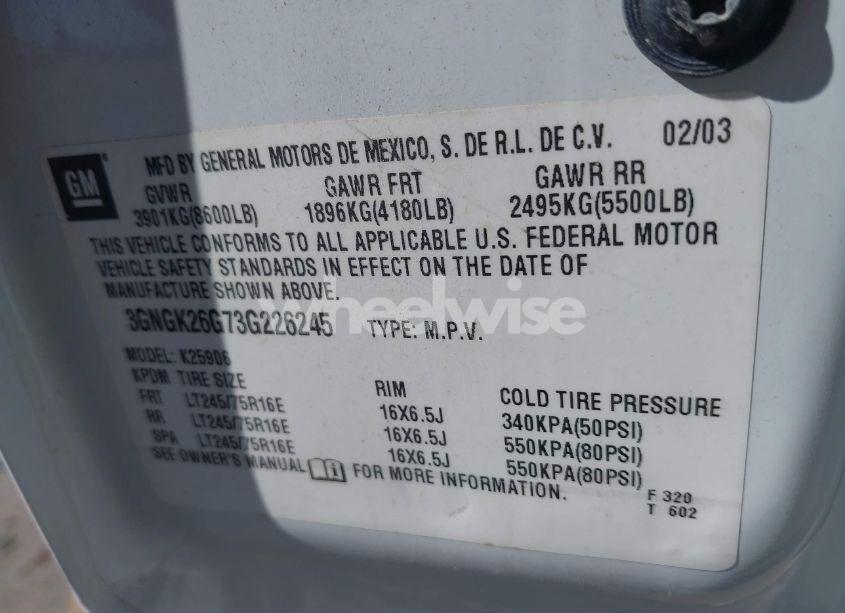 GM
MFD BY GENERAL MOTORS DE MEXICO, S. DE R.L. DE C.V. 02/03
GVWR GAWR FRT GAWR RR
3901KG(8600LB) 1896KG(4180LB) 2495KG(5500LB)
THIS VEHICLE CONFORMS TO ALL APPLICABLE U.S. FEDERAL MOTOR
VEHICLE SAFETY STANDARDS IN EFFECT ON THE DATE OF
MANUFACTURE SHOWN ABOVE.
wheelwise
3GNGK26G73G226245 TYPE: M.P.V.
MODEL: K25906
KPDM TIRE SIZE RIM COLD TIRE PRESSURE
FRT LT245/75R16E 16X6.5J 340KPA(50PSI)
RR LT245/75R16E 16X6.5J 550KPA(80PSI)
SPA LT245/75R16E 16X6.5J 550KPA(80PSI)
SEE OWNER'S MANUAL FOR MORE INFORMATION.
F 320
T 602